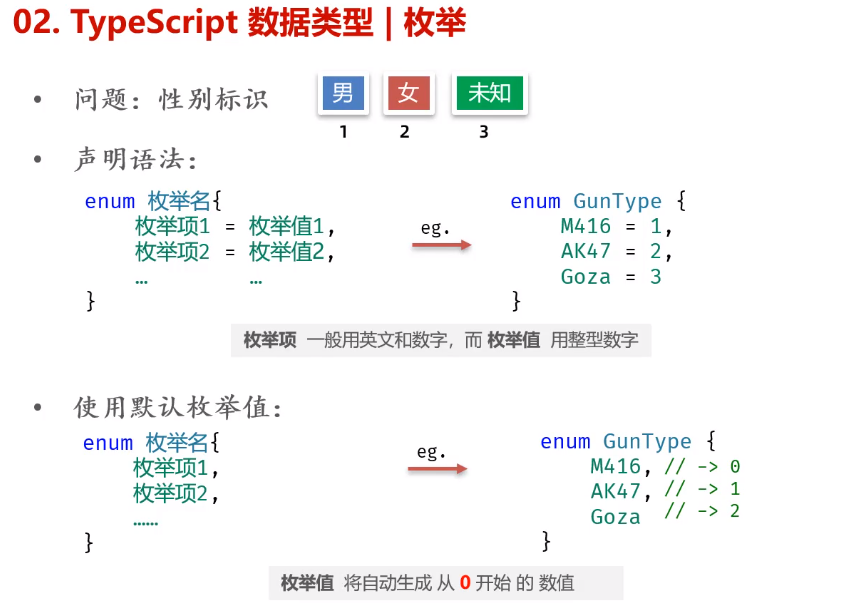 02. TypeScript 数据类型 | 枚举
• 问题：性别标识
男 女 未知
1 2 3
• 声明语法：
enum 枚举名{
枚举项1 = 枚举值1,
枚举项2 = 枚举值2,
… …
}
eg.
enum GunType {
M416 = 1,
AK47 = 2,
Goza = 3
}
枚举项 一般用英文和数字，而 枚举值 用整型数字
• 使用默认枚举值：
enum 枚举名{
枚举项1,
枚举项2,
……
}
eg.
enum GunType {
M416, // -> 0
AK47, // -> 1
Goza // -> 2
}
枚举值 将自动生成 从 0 开始 的 数值